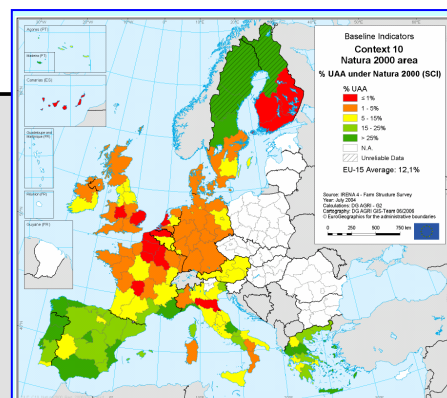 Baseline Indicators
Context 10
Natura 2000 area
% UAA under Natura 2000 (SCI)
% UAA
≤ 1%
1 - 5%
5 - 15%
15 - 25%
> 25%
N.A.
Unreliable Data
EU-15 Average: 12,1%
Source: RENA 4 - Farm Structure Survey
Year: July 2004
Calculations: DG AGRI - G2
Cartography: DG AGRI GIS-Team 06/2006
© EuroGeographics for the administrative boundaries
0 250 500 750 km
Açores (PT)
Madeira (PT)
Canarias (ES)
Guyane (FR)